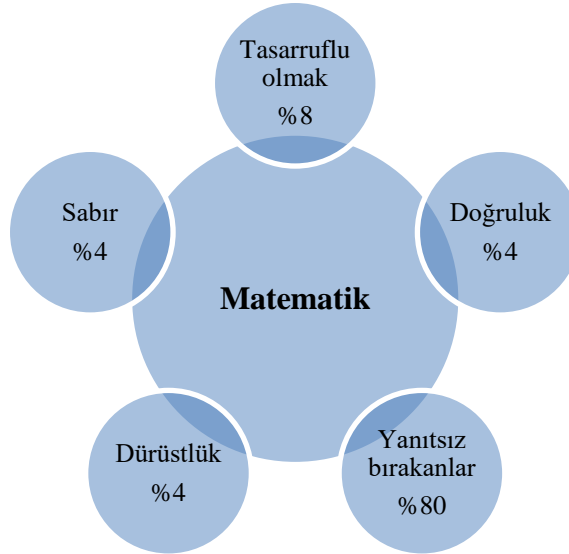 Tasarruflu
olmak
%8
Sabır
%4
Doğruluk
%4
Matematik
Dürüstlük
%4
Yanıtsız
bırakanlar
%80